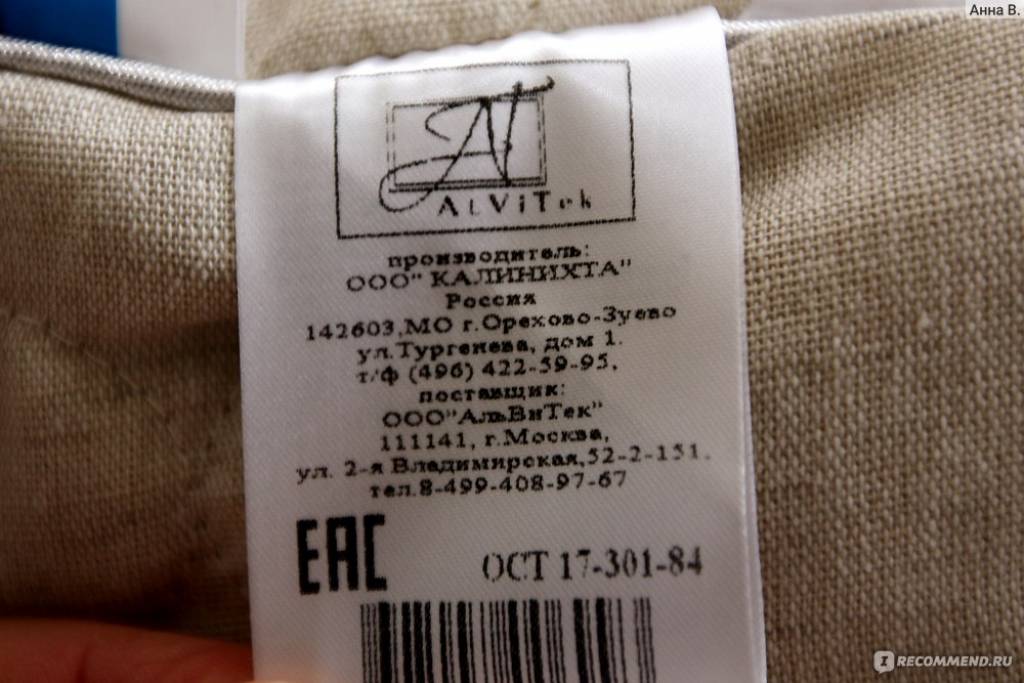 Анна В.
ALViTek
производитель:
ООО" КАЛИНИХТА"
Россия
142603,МО г.Орехово-Зуево
ул.Тургенева, дом 1.
т/ф (496) 422-59-95,
поставщик:
ООО"АльВиТек"
111141, г.Москва,
ул. 2-я Владимирская,52-2-151.
тел.8-499-408-97-67
EAC
ОСТ 17-301-84
IRECOMMEND.RU